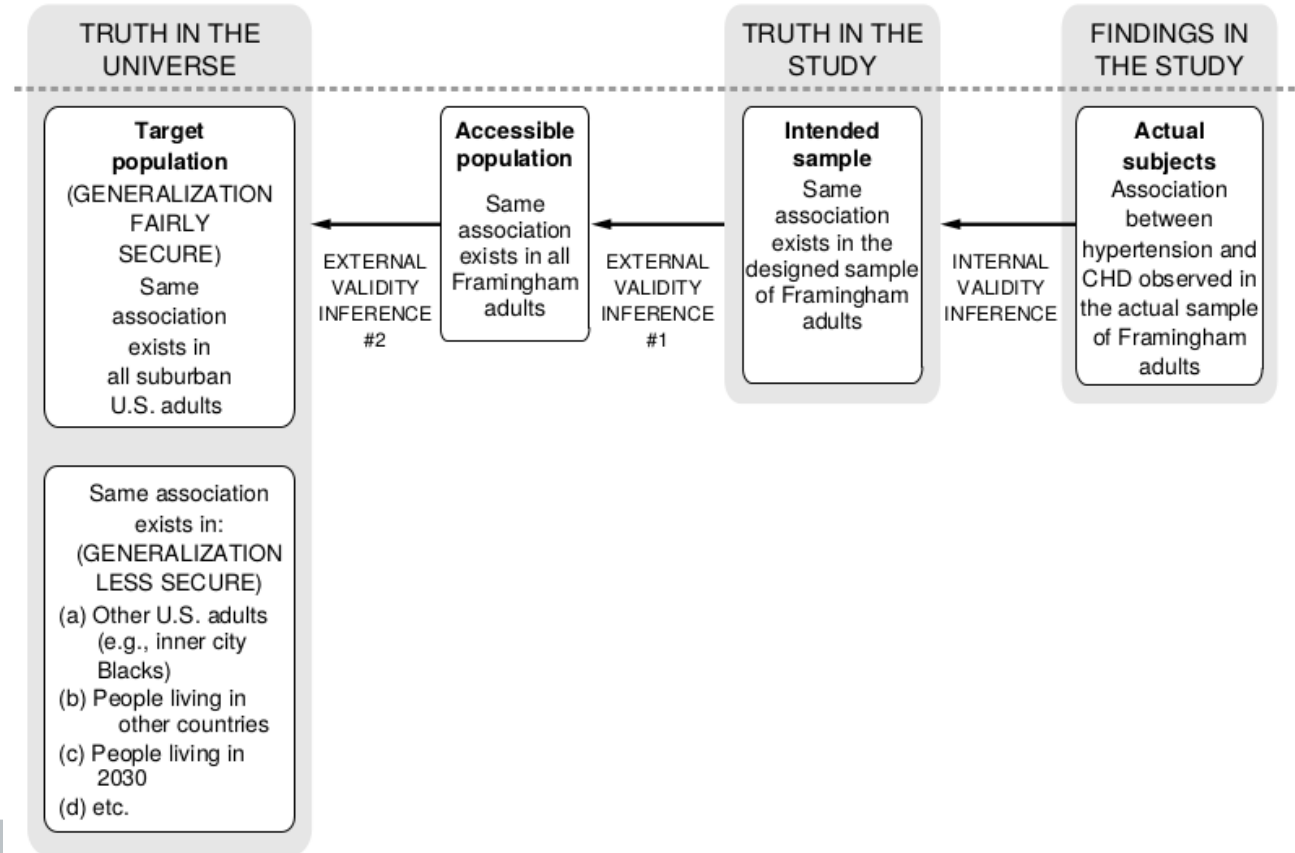 TRUTH IN THE
UNIVERSE
TRUTH IN THE
STUDY
FINDINGS IN
THE STUDY
Target
population
(GENERALIZATION
FAIRLY
SECURE)
Same
association
exists in
all suburban
U.S. adults
EXTERNAL
VALIDITY
INFERENCE
#2
Accessible
population
Same
association
exists in all
Framingham
adults
EXTERNAL
VALIDITY
INFERENCE
#1
Intended
sample
Same
association
exists in the
designed sample
of Framingham
adults
INTERNAL
VALIDITY
INFERENCE
Actual
subjects
Association
between
hypertension and
CHD observed in
the actual sample
of Framingham
adults
Same association
exists in:
(GENERALIZATION
LESS SECURE)
(a) Other U.S. adults
(e.g., inner city
Blacks)
(b) People living in
other countries
(c) People living in
2030
(d) etc.